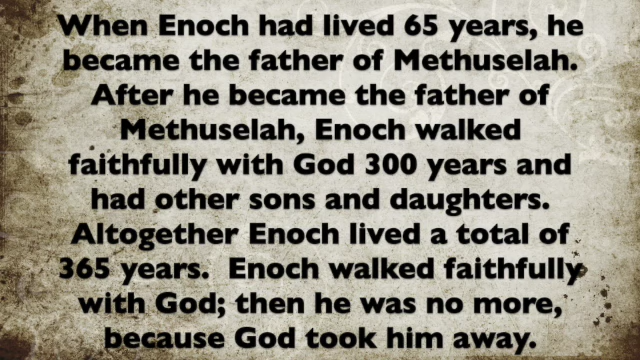 When Enoch had lived 65 years, he
became the father of Methuselah.
After he became the father of
Methuselah, Enoch walked
faithfully with God 300 years and
had other sons and daughters.
Altogether Enoch lived a total of
365 years.  Enoch walked faithfully
with God; then he was no more,
because God took him away.